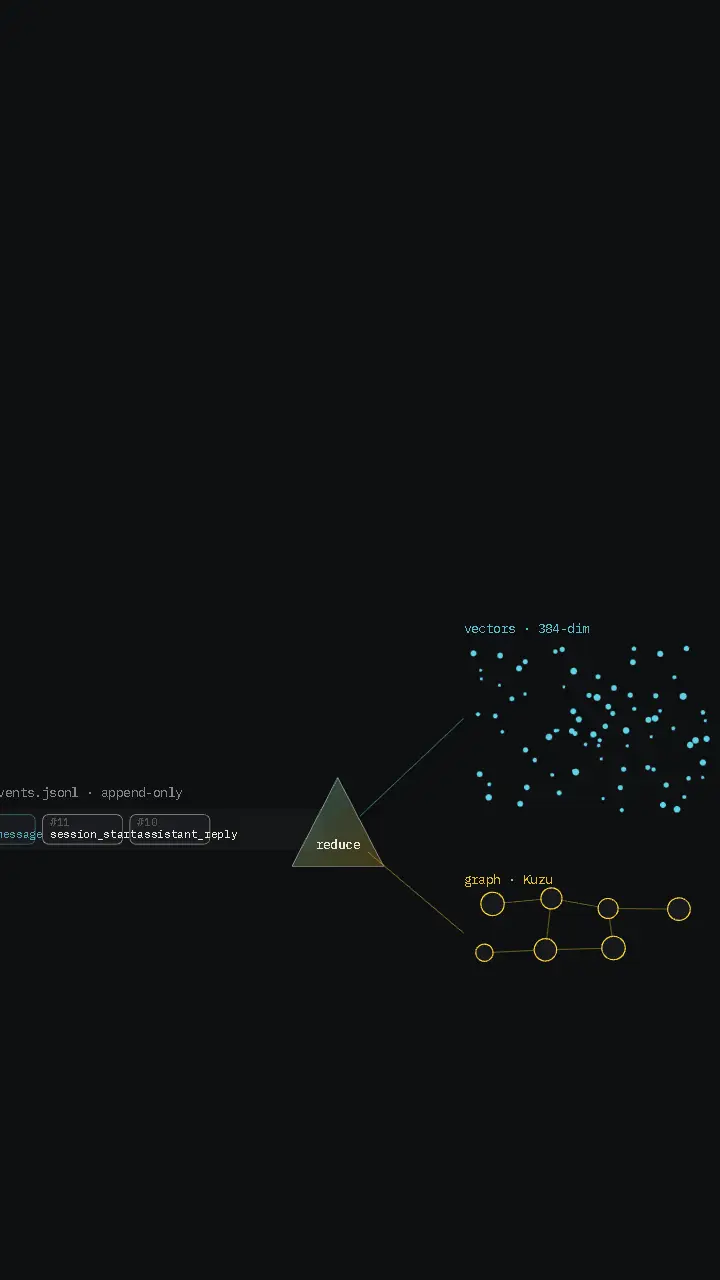 vectors · 384-dim
vents.jsonl · append-only
#11 #10
message session_start assistant_reply
reduce
graph · Kuzu